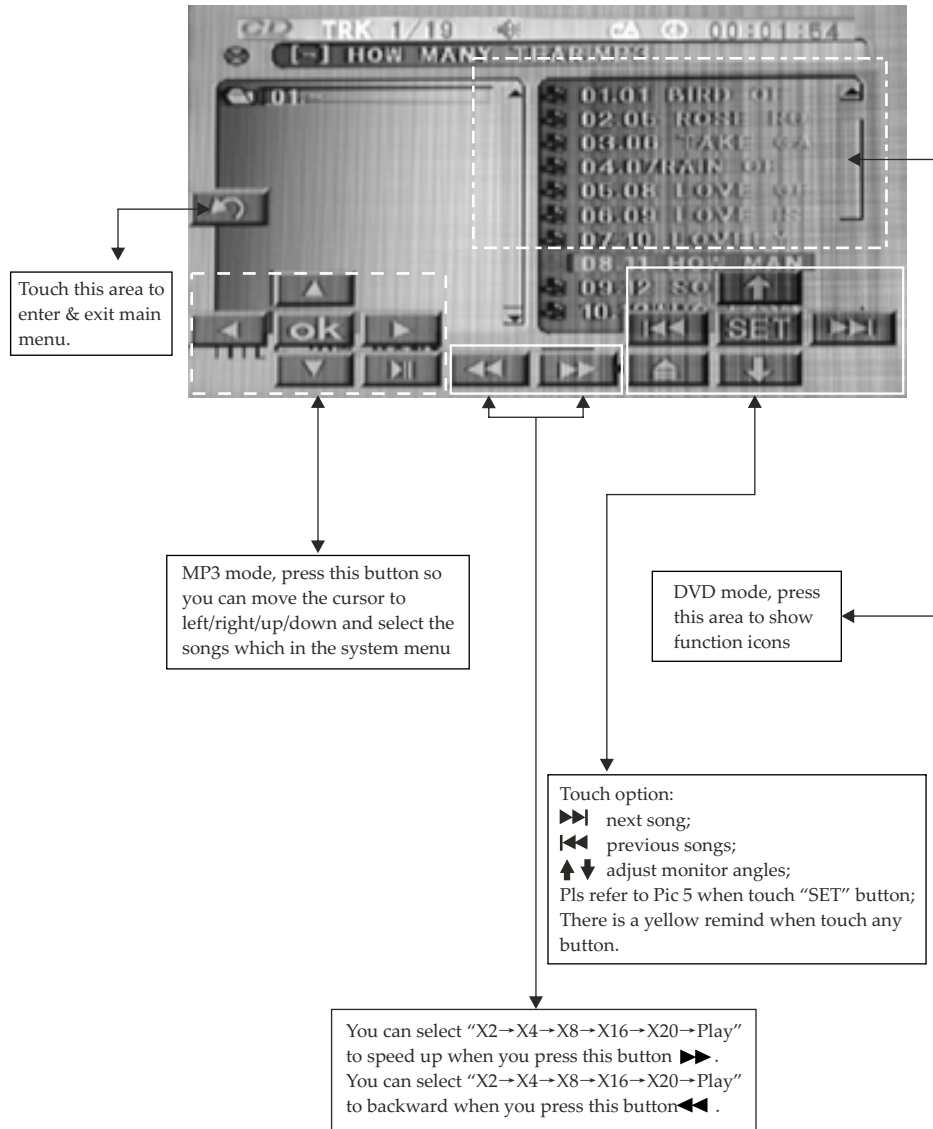 CD TRK 1/19 00:01:54
[-] HOW MANY TEAR.MP3
01
01.01 BIRD OF
02.05 ROSE RO
03.06 TAKE
04.07RAIN OF
05.08 LOVE OF
06.09 LOVE IS
07.10 LOVELY
08.11 HOW MAN
09.12 SO
10.
ok
SET
Touch this area to
enter & exit main
menu.
MP3 mode, press this button so
you can move the cursor to
left/right/up/down and select the
songs which in the system menu
DVD mode, press
this area to show
function icons
Touch option:
next song;
previous songs;
adjust monitor angles;
Pls refer to Pic 5 when touch “SET” button;
There is a yellow remind when touch any
button.
You can select “X2→X4→X8→X16→X20→Play”
to speed up when you press this button .
You can select “X2→X4→X8→X16→X20→Play”
to backward when you press this button .